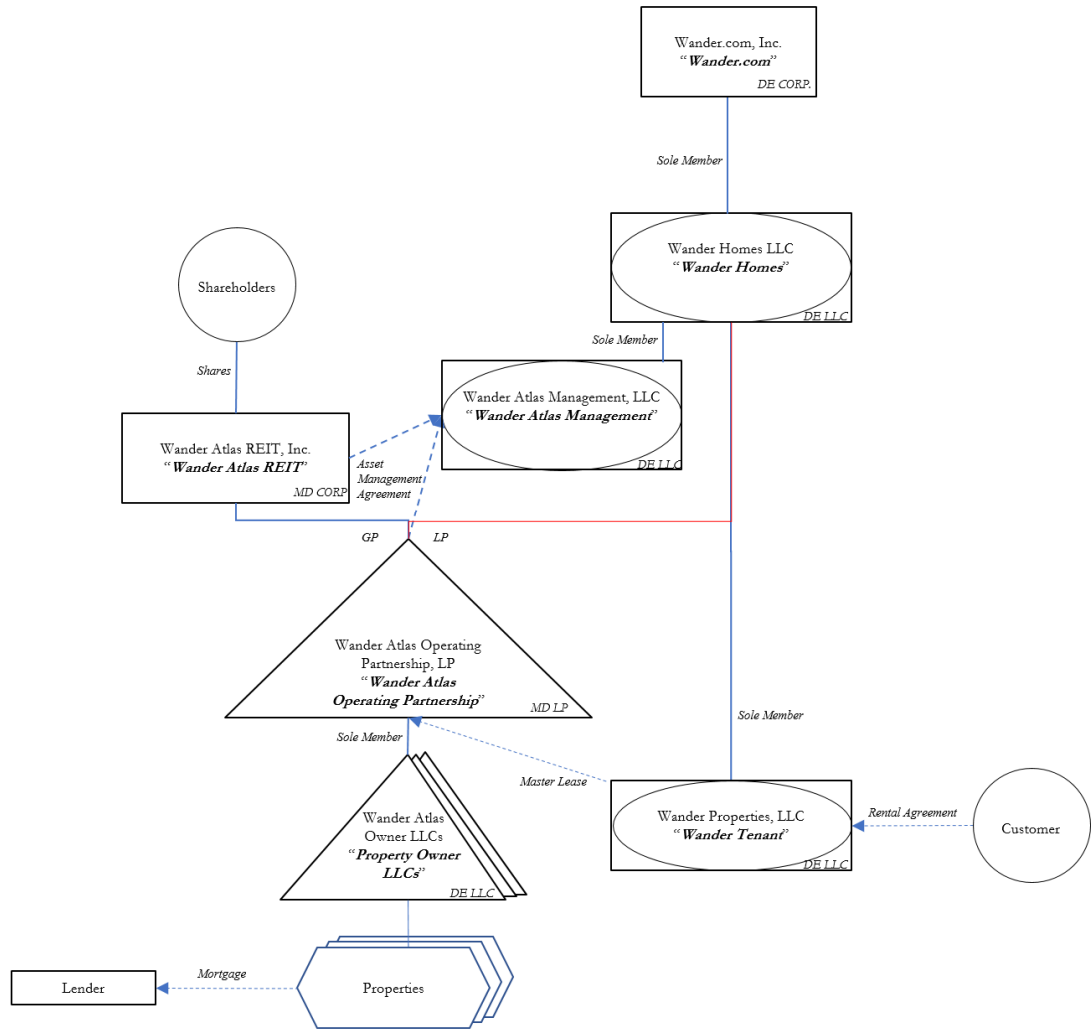 Wander.com, Inc.
“Wander.com”
DE CORP.
Sole Member
Wander Homes LLC
“Wander Homes”
DE LLC
Shareholders
Sole Member
Shares
Wander Atlas Management, LLC
“Wander Atlas Management”
DE LLC
Wander Atlas REIT, Inc.
“Wander Atlas REIT”
MD CORP
Asset
Management
Agreement
GP
LP
Wander Atlas Operating
Partnership, LP
“Wander Atlas
Operating Partnership”
MD LP
Sole Member
Sole Member
Master Lease
Wander Atlas
Owner LLCs
“Property Owner
LLCs”
DE LLC
Wander Properties, LLC
“Wander Tenant”
DE LLC
Rental Agreement
Customer
Mortgage
Lender
Properties